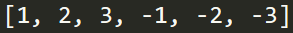 [1, 2, 3, -1, -2, -3]